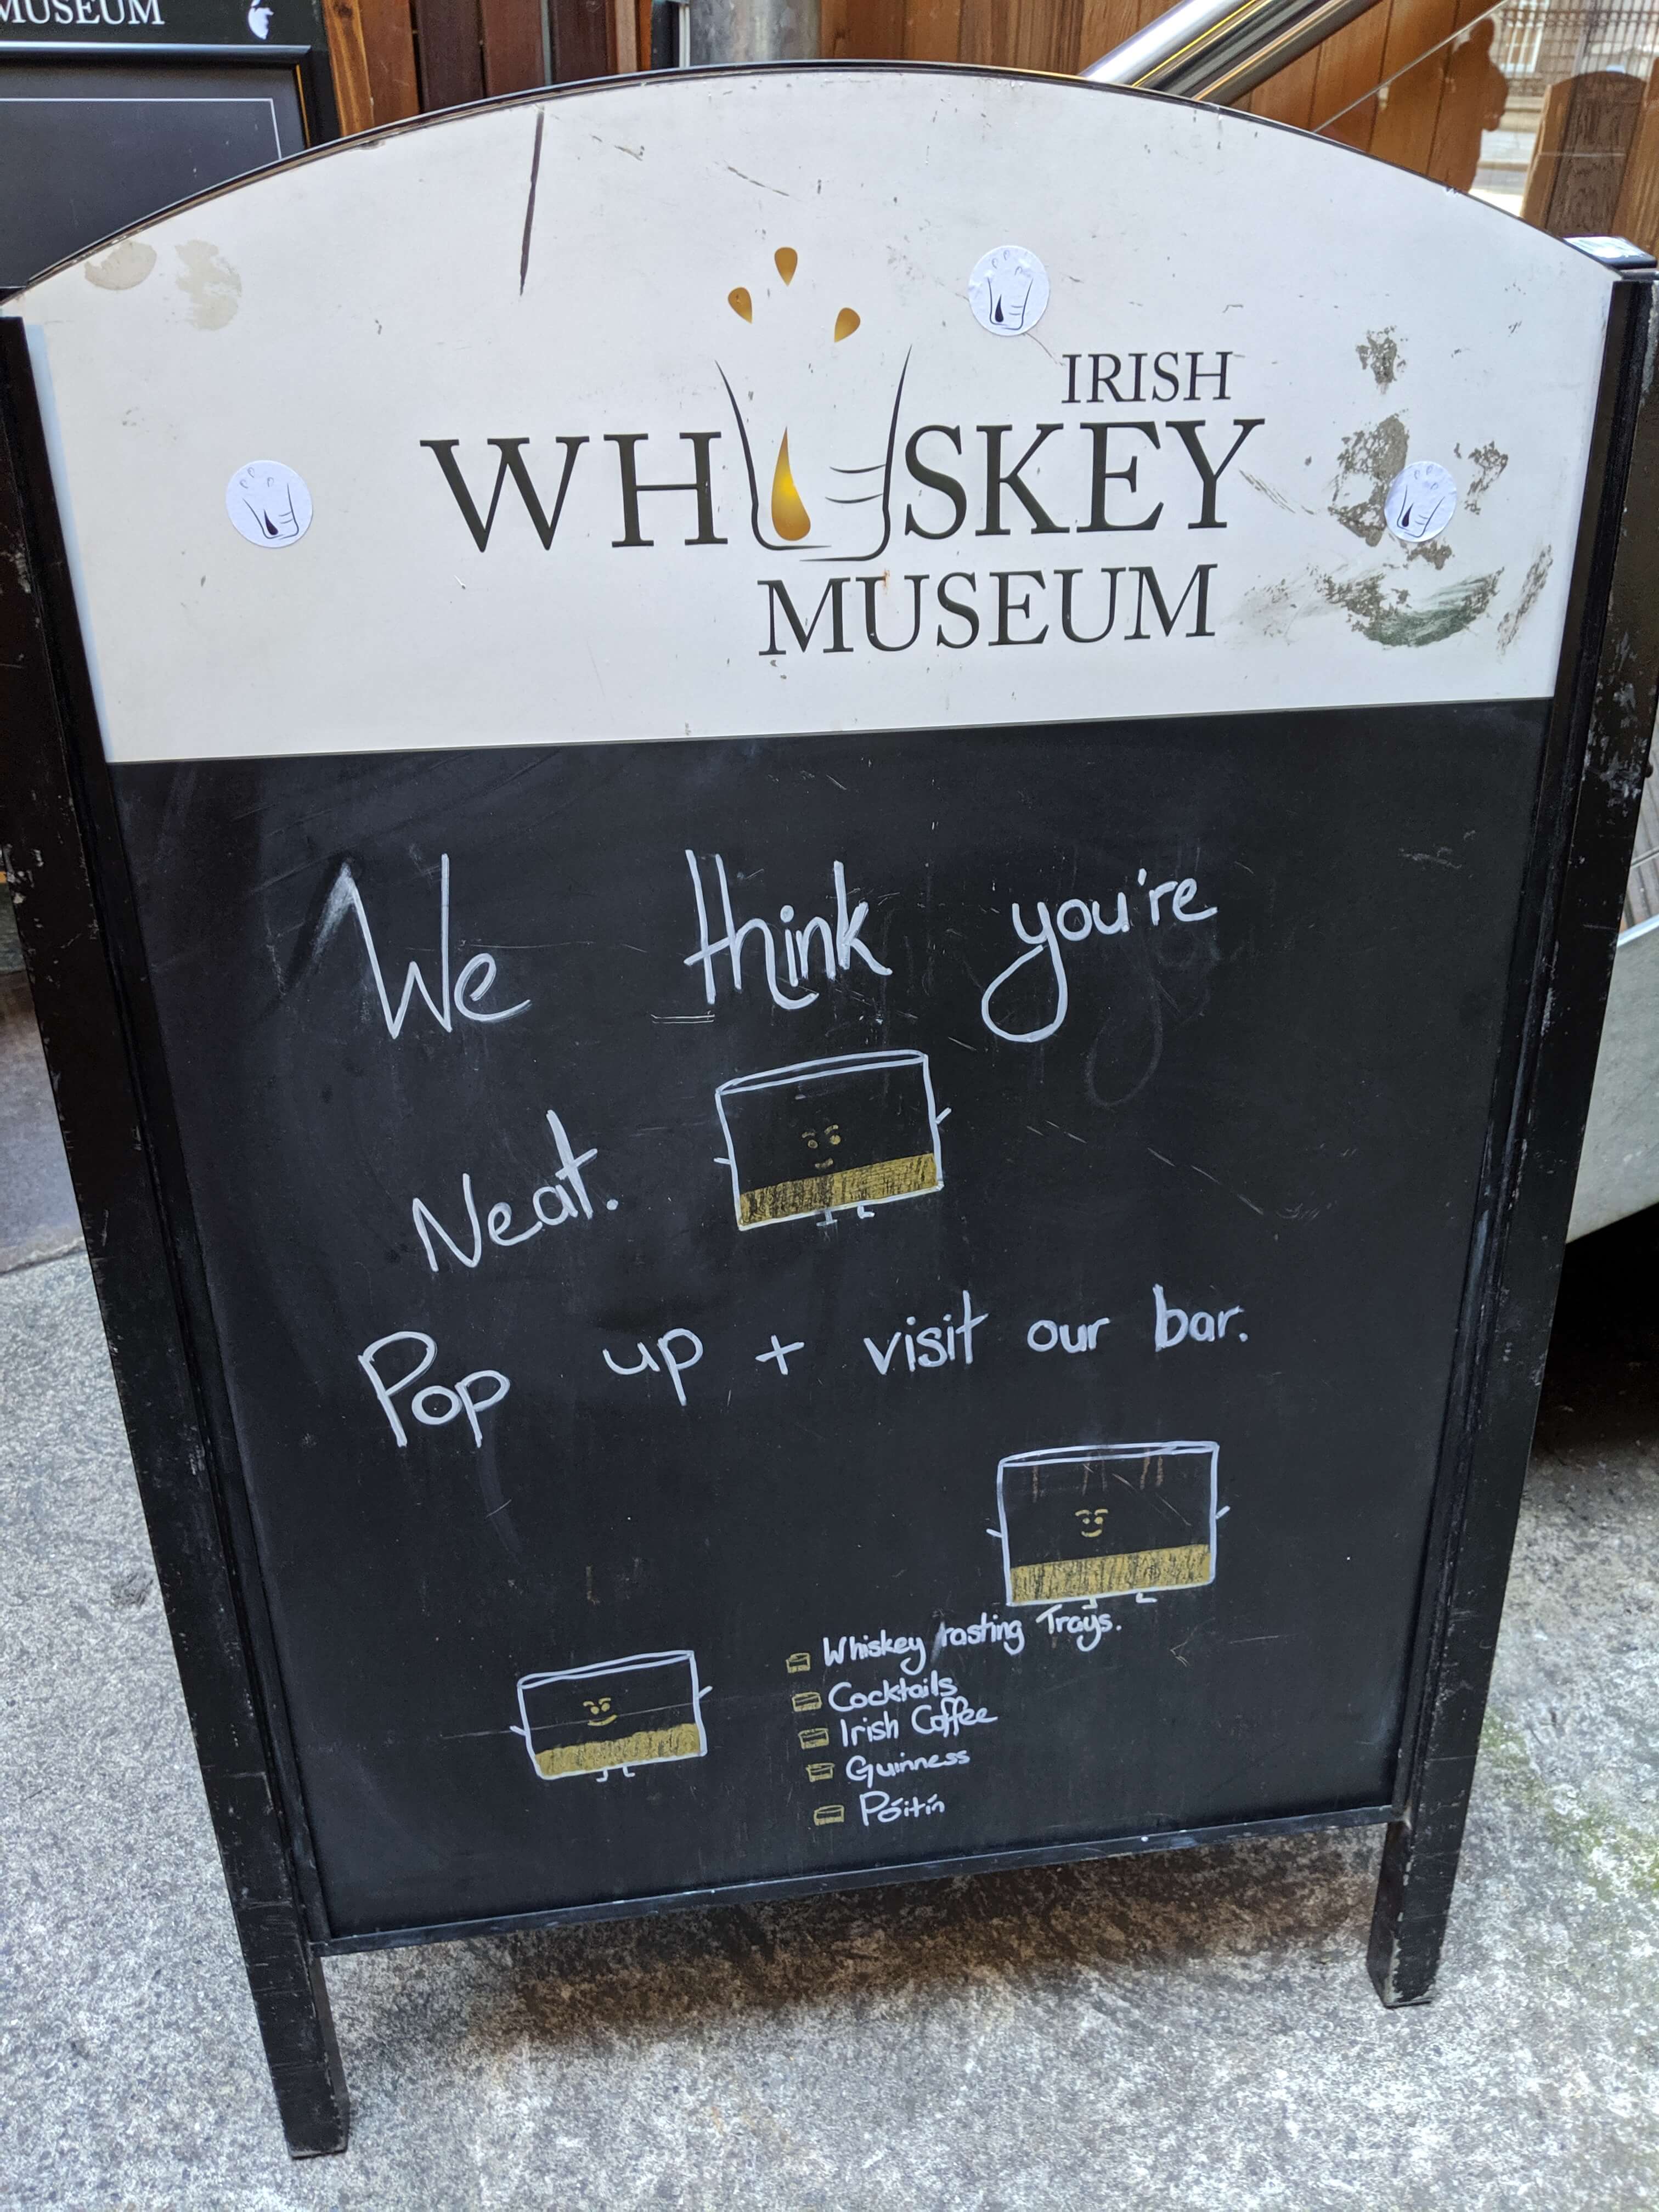 MUSEUM
IRISH
WHISKEY
MUSEUM
We think you're
Neat.
Pop up + visit our bar.
Whiskey Tasting Trays.
Cocktails
Irish Coffee
Guinness
Póitín